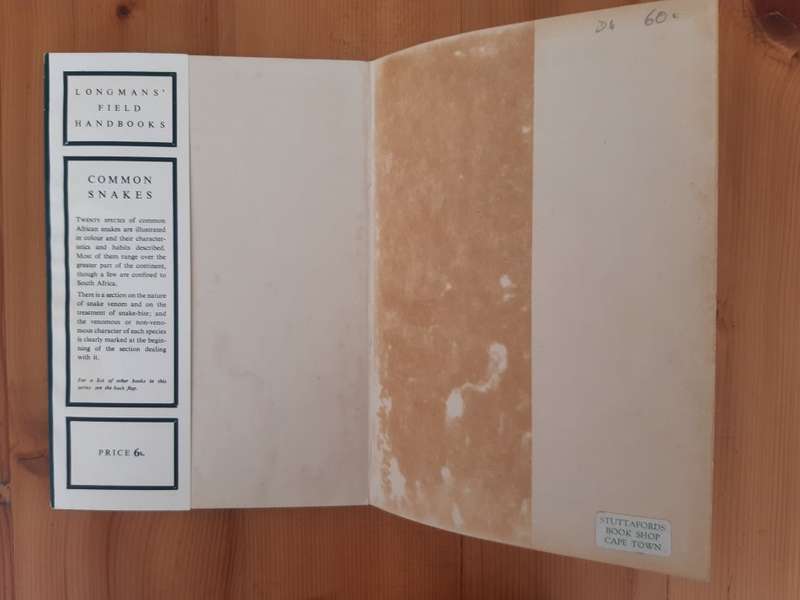 LONGMANS'
FIELD
HANDBOOKS
COMMON
SNAKES
TWENTY species of common
African snakes are illustrated
in colour and their character-
istics and habits described.
Most of them range over the
greater part of the continent,
though a few are confined to
South Africa.
There is a section on the nature
of snake venom and on the
treatment of snake-bite; and
the venomous or non-veno-
mous character of each species
is clearly marked at the begin-
ning of the section dealing
with it.
For a list of other books in this
series see the back flap.
PRICE 6s.
60
STUTTAFORDS
BOOK SHOP
CAPE TOWN